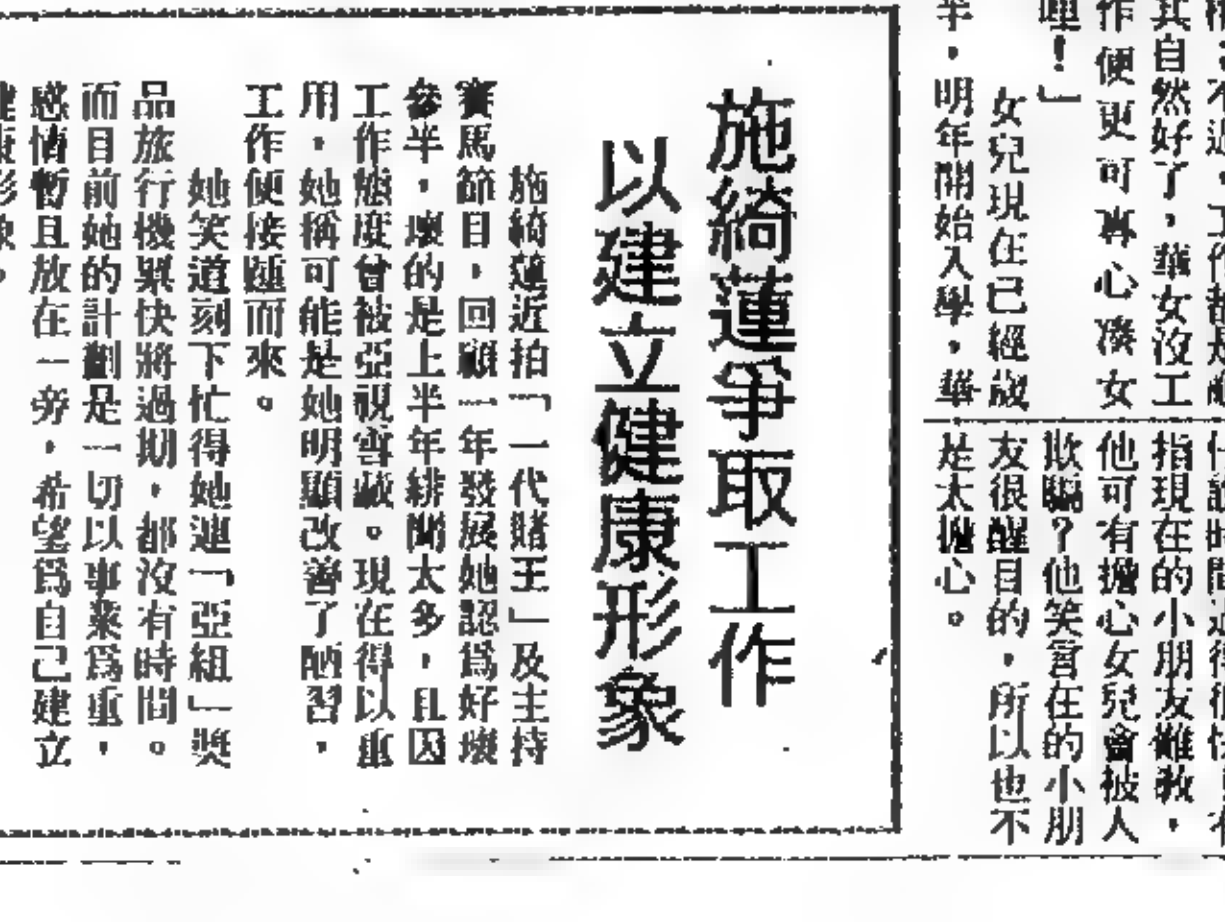 施綺蓮爭取工作
以建立健康形象
施綺蓮近拍「一代賭王」及主持
賽馬節目，回顧一年發展她認爲好壞
參半，壞的是上半年緋聞太多，且因
工作態度曾被亞視雪藏。現在得以重
用，她稱可能是她明顯改善了陋習，
工作便接踵而來。
她笑道刻下忙得她連「亞組」獎
品旅行機票快將過期，都沒有時間。
而目前她的計劃是一切以事業爲重，
感情暫且放在一旁，希望爲自己建立
健康形象。
其自然好了，華女沒工
作便更可專心湊女
哩！」
女兒現在已經歲
半，明年開始入學，華
指現在的小朋友難教，
他可有擔心女兒會被人
欺騙？他笑言在的小朋
友很醒目的，所以也不
是太擔心。